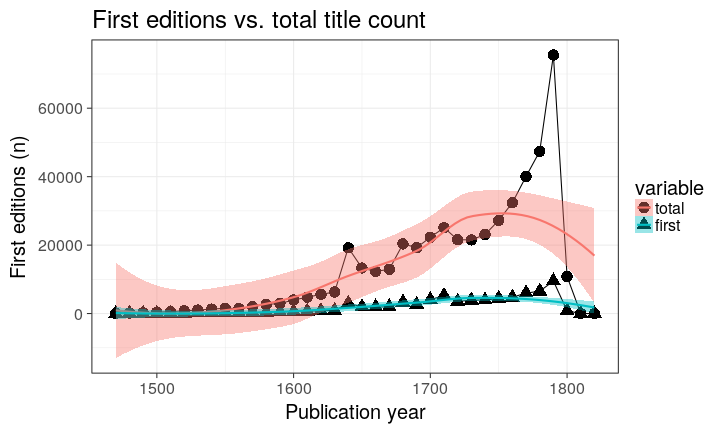 First editions vs. total title count
First editions (n)
60000
40000
20000
0
1500
1600
1700
1800
Publication year
variable
total
first